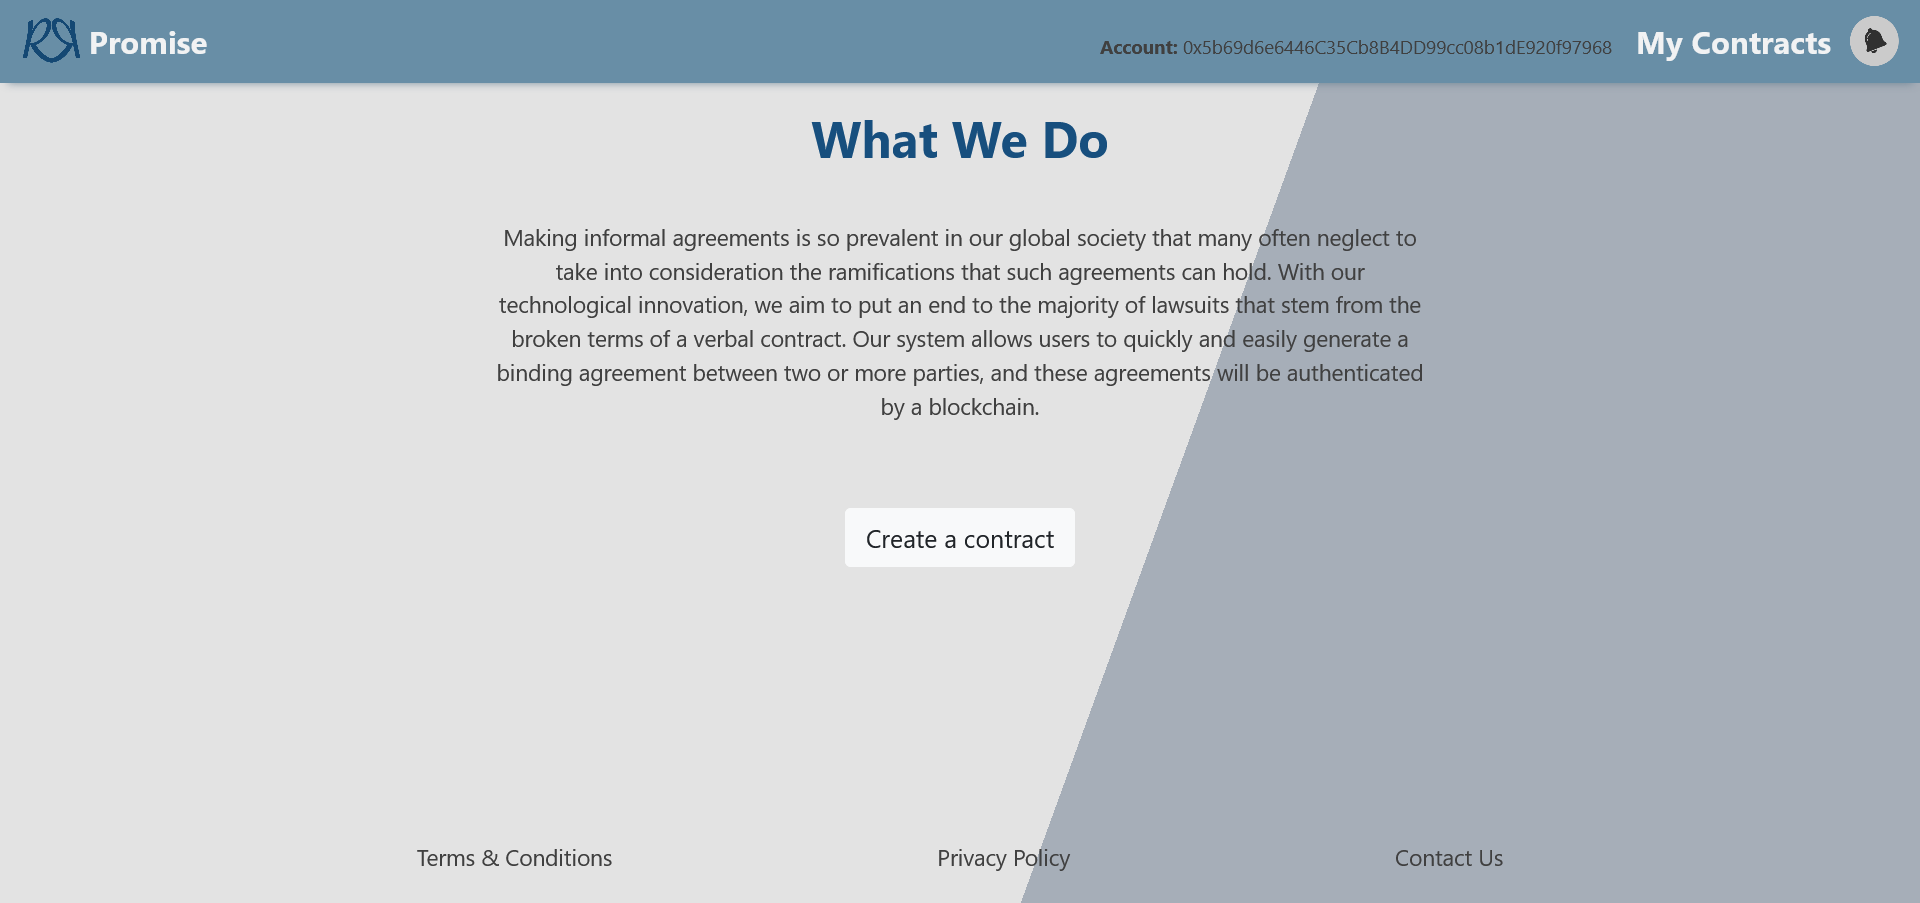 Promise
Account: 0x5b69d6e6446C35Cb8B4DD99cc08b1dE920f97968
My Contracts
What We Do
Making informal agreements is so prevalent in our global society that many often neglect to
take into consideration the ramifications that such agreements can hold. With our
technological innovation, we aim to put an end to the majority of lawsuits that stem from the
broken terms of a verbal contract. Our system allows users to quickly and easily generate a
binding agreement between two or more parties, and these agreements will be authenticated
by a blockchain.
Create a contract
Terms & Conditions
Privacy Policy
Contact Us